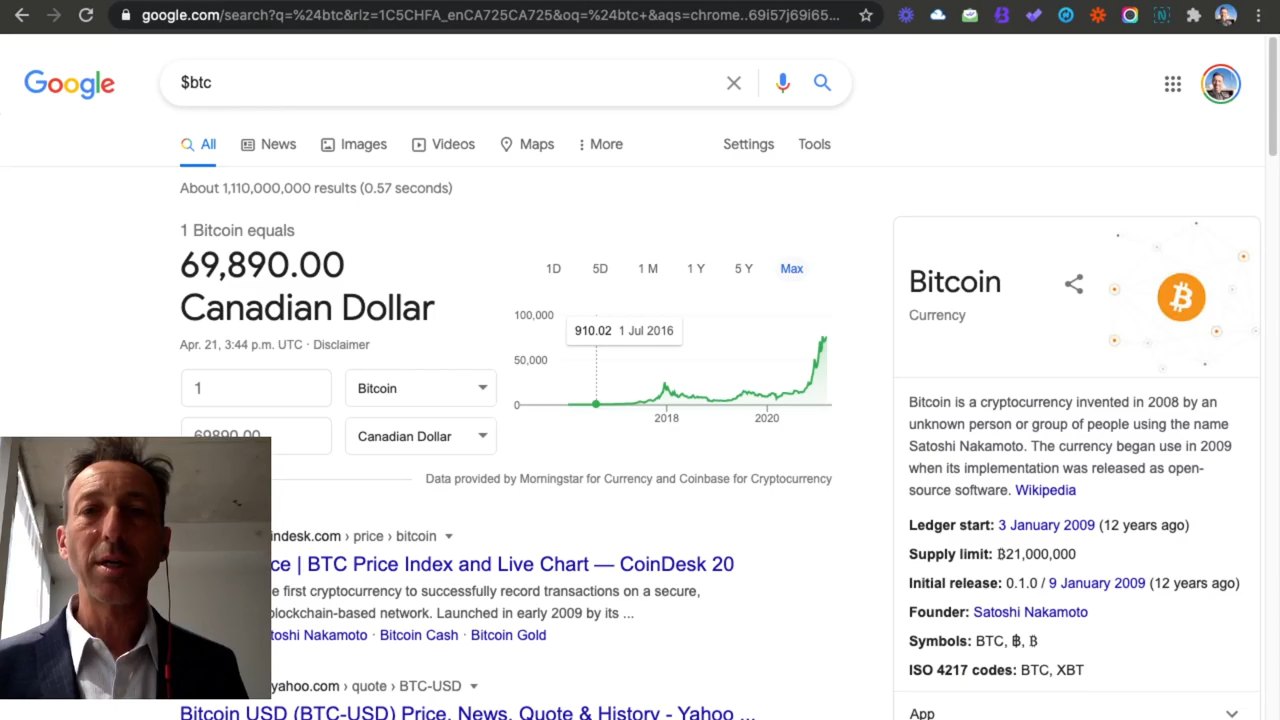 google.com/search?q=%24btc&rlz=1C5CHFA_enCA725CA725&oq=%24btc+&aqs=chrome..69i57j69i65...
Google
$btc
All
News
Images
Videos
Maps
More
Settings
Tools
About 1,110,000,000 results (0.57 seconds)
1 Bitcoin equals
69,890.00
Canadian Dollar
Apr. 21, 3:44 p.m. UTC · Disclaimer
1
Bitcoin
69890.00
Canadian Dollar
1D 5D 1 M 1 Y 5 Y Max
100,000
910.02 1 Jul 2016
50,000
0
2018 2020
Data provided by Morningstar for Currency and Coinbase for Cryptocurrency
indesk.com › price › bitcoin
ce | BTC Price Index and Live Chart — CoinDesk 20
e first cryptocurrency to successfully record transactions on a secure,
lockchain-based network. Launched in early 2009 by its ...
toshi Nakamoto · Bitcoin Cash · Bitcoin Gold
yahoo.com › quote › BTC-USD
Bitcoin USD (BTC-USD) Price, News, Quote & History - Yahoo ...
Bitcoin
Currency
Bitcoin is a cryptocurrency invented in 2008 by an
unknown person or group of people using the name
Satoshi Nakamoto. The currency began use in 2009
when its implementation was released as open-
source software. Wikipedia
Ledger start: 3 January 2009 (12 years ago)
Supply limit: ₿21,000,000
Initial release: 0.1.0 / 9 January 2009 (12 years ago)
Founder: Satoshi Nakamoto
Symbols: BTC, ฿, ₿
ISO 4217 codes: BTC, XBT
App